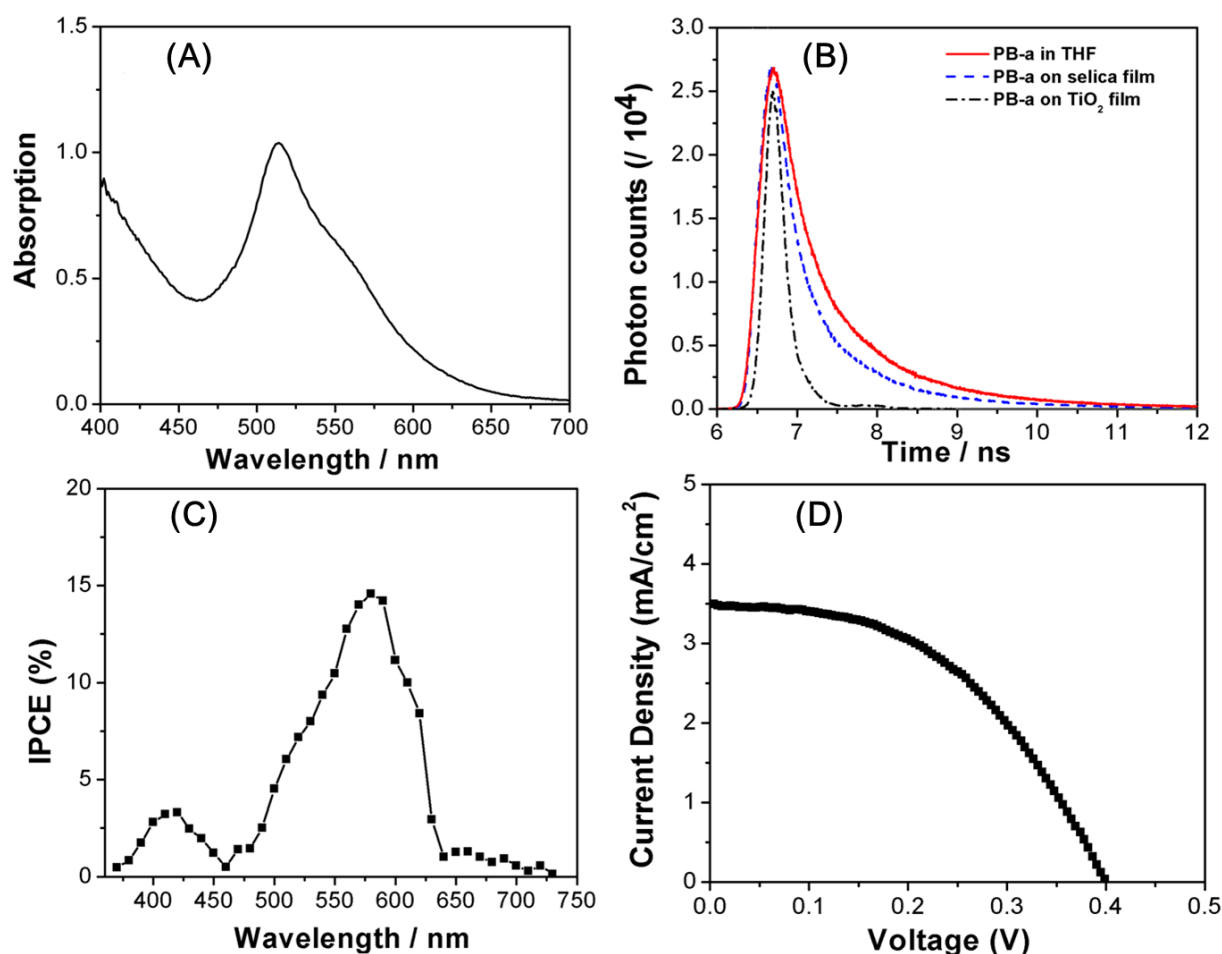 (A)
1.5
1.0
0.5
0.0
Absorption
400 450 500 550 600 650 700
Wavelength / nm
(B)
PB-a in THF
PB-a on selica film
PB-a on TiO2 film
3.0
2.5
2.0
1.5
1.0
0.5
0.0
Photon counts (/ 10^4)
6 7 8 9 10 11 12
Time / ns
(C)
20
15
10
5
0
IPCE (%)
400 450 500 550 600 650 700 750
Wavelength / nm
(D)
5
4
3
2
1
0
Current Density (mA/cm²)
0.0 0.1 0.2 0.3 0.4 0.5
Voltage (V)